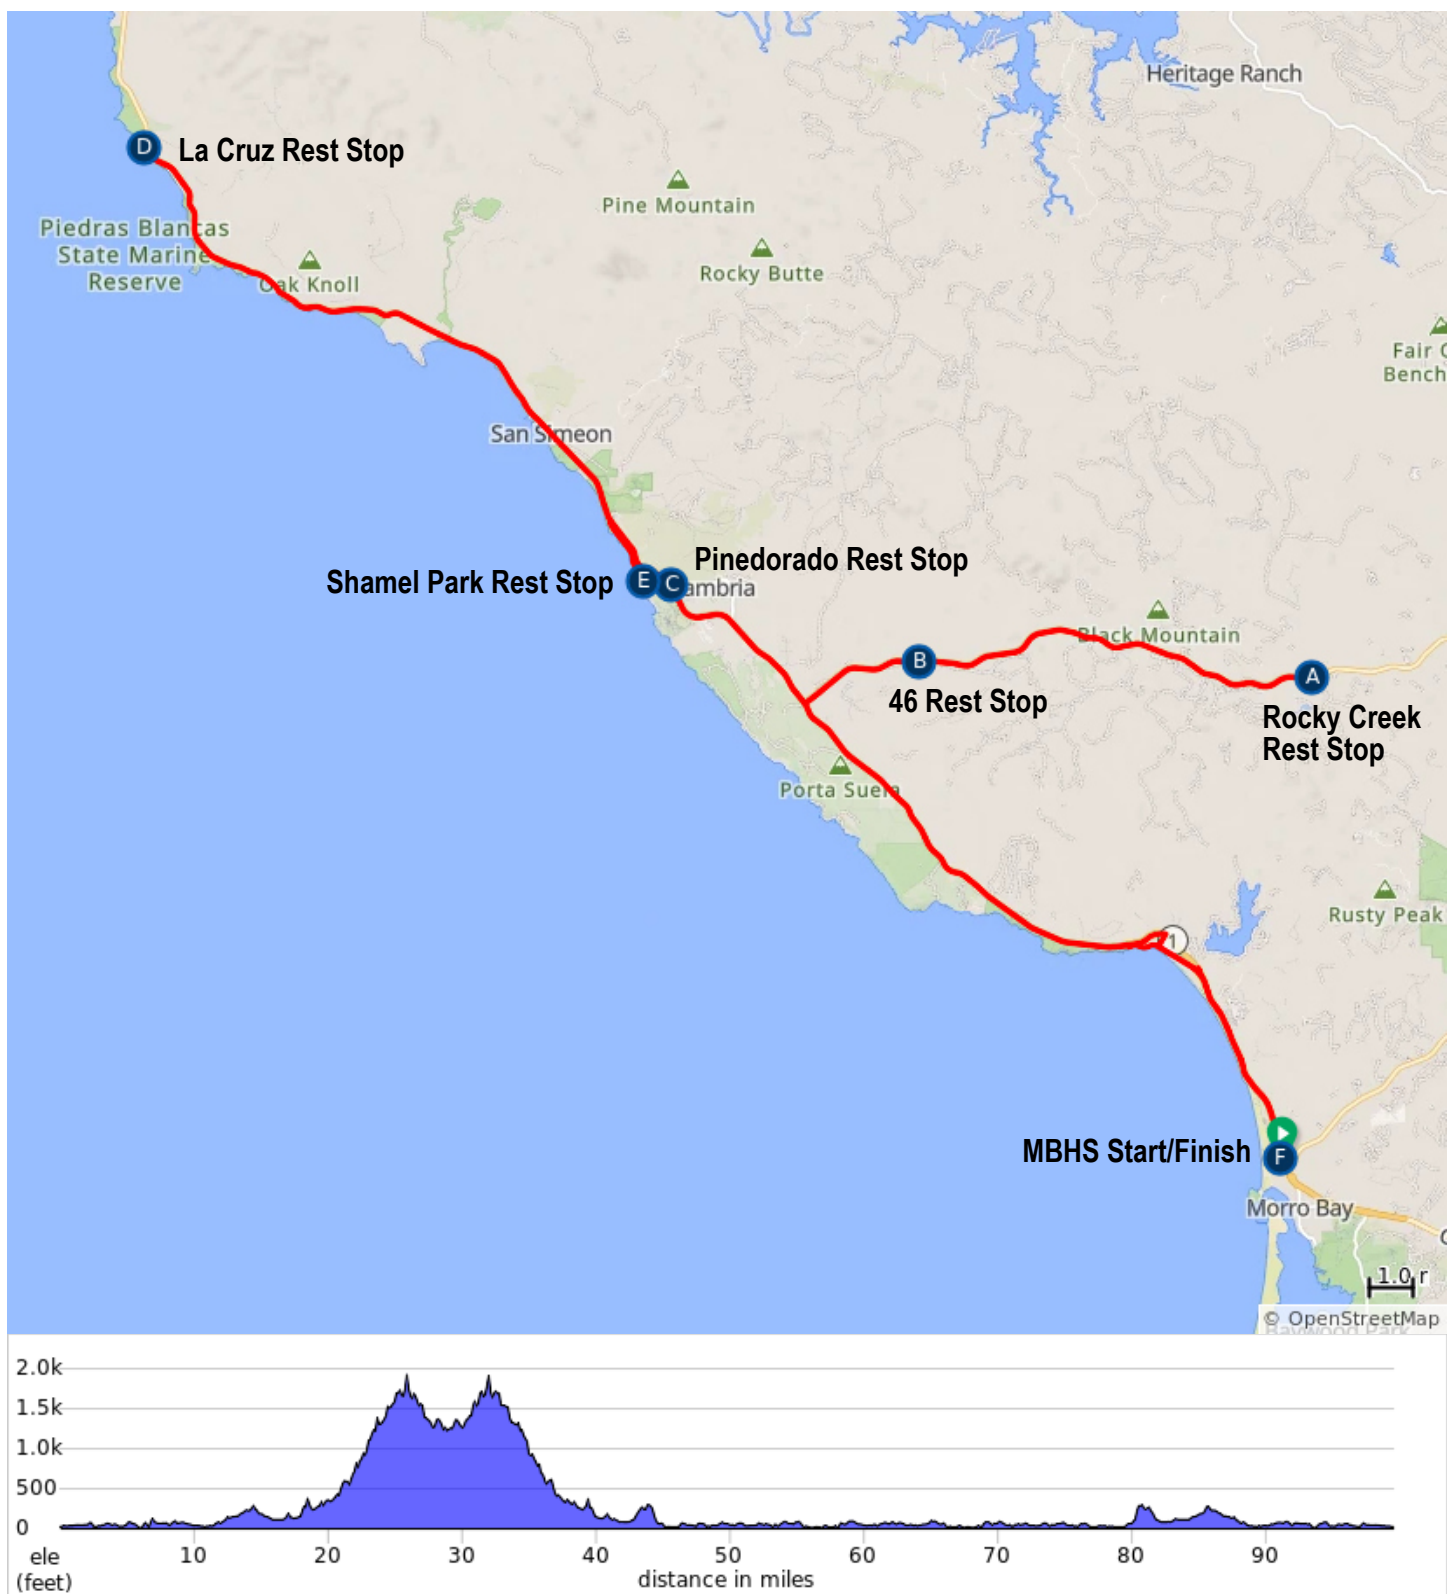 Heritage Ranch
D
La Cruz Rest Stop
Pine Mountain
Piedras Blancas
State Marine
Reserve
Rocky Butte
Oak Knoll
Fair
Bench
San Simeon
Pinedorado Rest Stop
Shamel Park Rest Stop
E
C
ambria
Black Mountain
B
A
46 Rest Stop
Rocky Creek
Rest Stop
Porta Suela
Rusty Peak
1
MBHS Start/Finish
F
Morro Bay
1.0
© OpenStreetMap
Baywood Park
2.0k
1.5k
1.0k
500
0
ele
(feet)
10
20
30
40
50
60
70
80
90
distance in miles